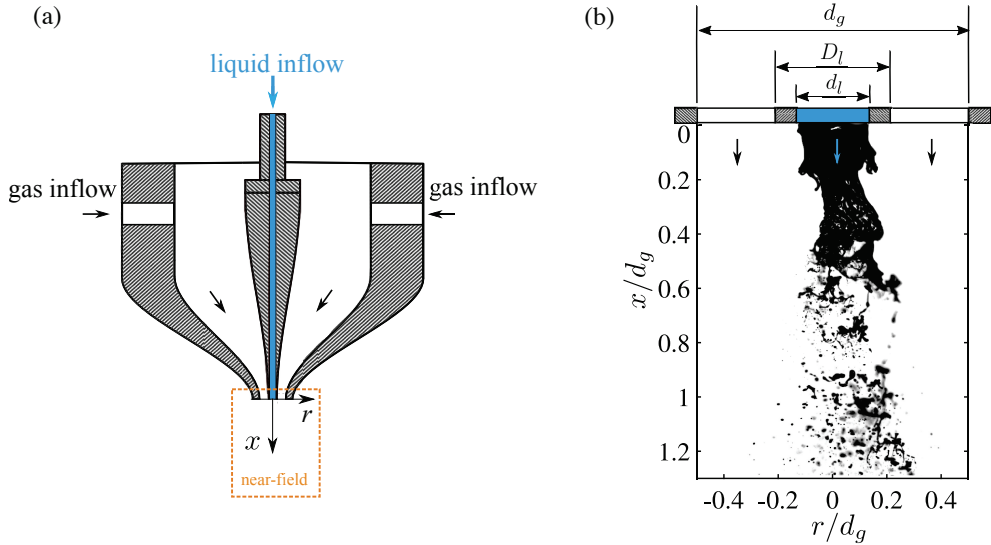 (a)
liquid inflow
gas inflow
gas inflow
r
x
near-field
(b)
d_g
D_l
d_l
0
0.2
0.4
0.6
0.8
1
1.2
x/d_g
-0.4
-0.2
0
0.2
0.4
r/d_g